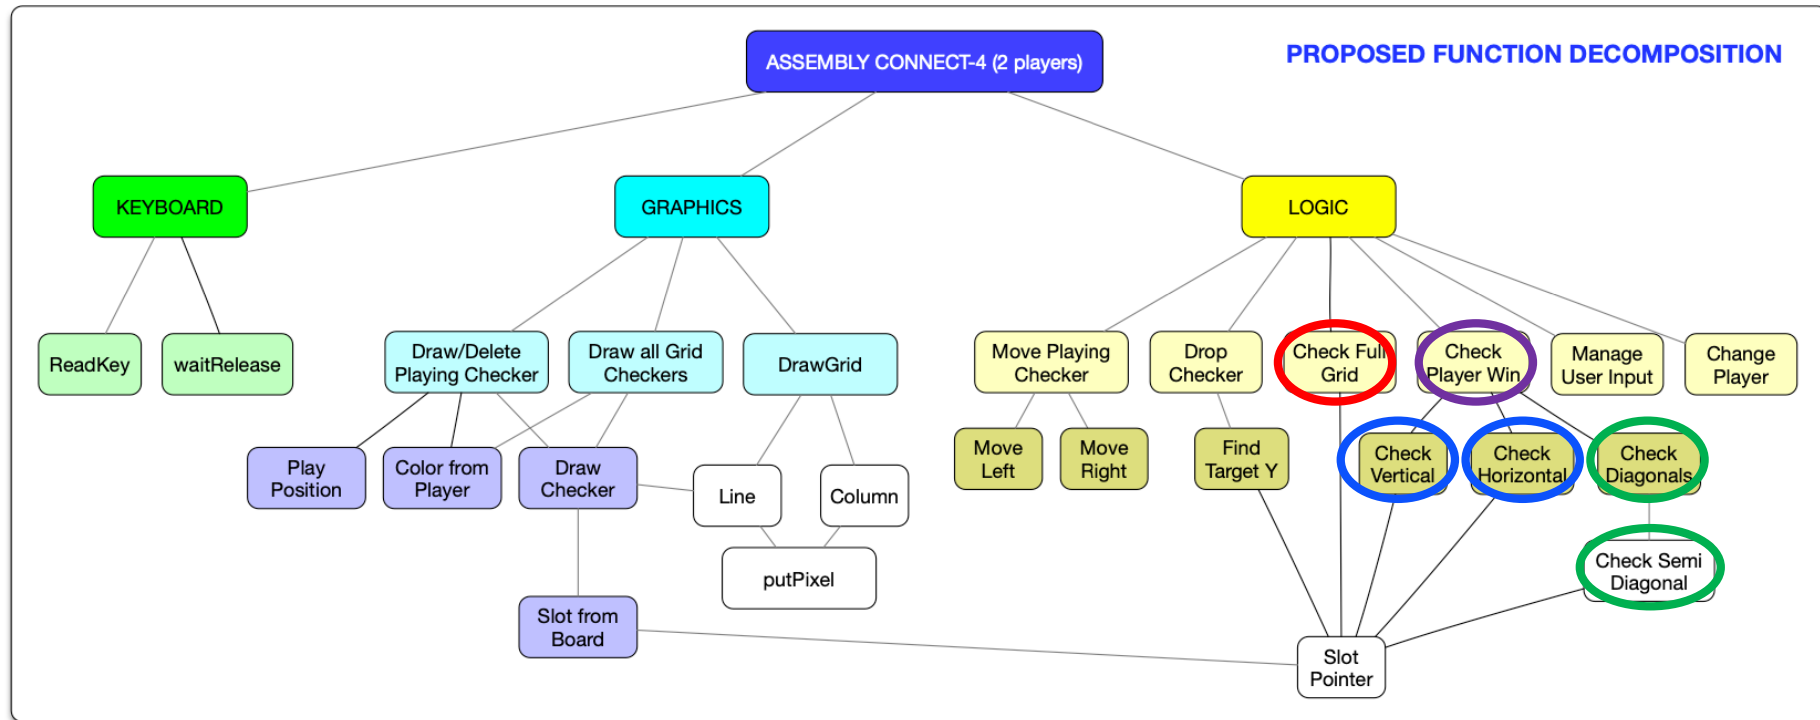 ASSEMBLY CONNECT-4 (2 players)
PROPOSED FUNCTION DECOMPOSITION
KEYBOARD
GRAPHICS
LOGIC
ReadKey
waitRelease
Draw/Delete
Playing Checker
Draw all Grid
Checkers
DrawGrid
Move Playing
Checker
Drop
Checker
Check Full
Grid
Check
Player Win
Manage
User Input
Change
Player
Play
Position
Color from
Player
Draw
Checker
Line
Column
Move
Left
Move
Right
Find
Target Y
Check
Vertical
Check
Horizontal
Check
Diagonals
putPixel
Check Semi
Diagonal
Slot from
Board
Slot
Pointer